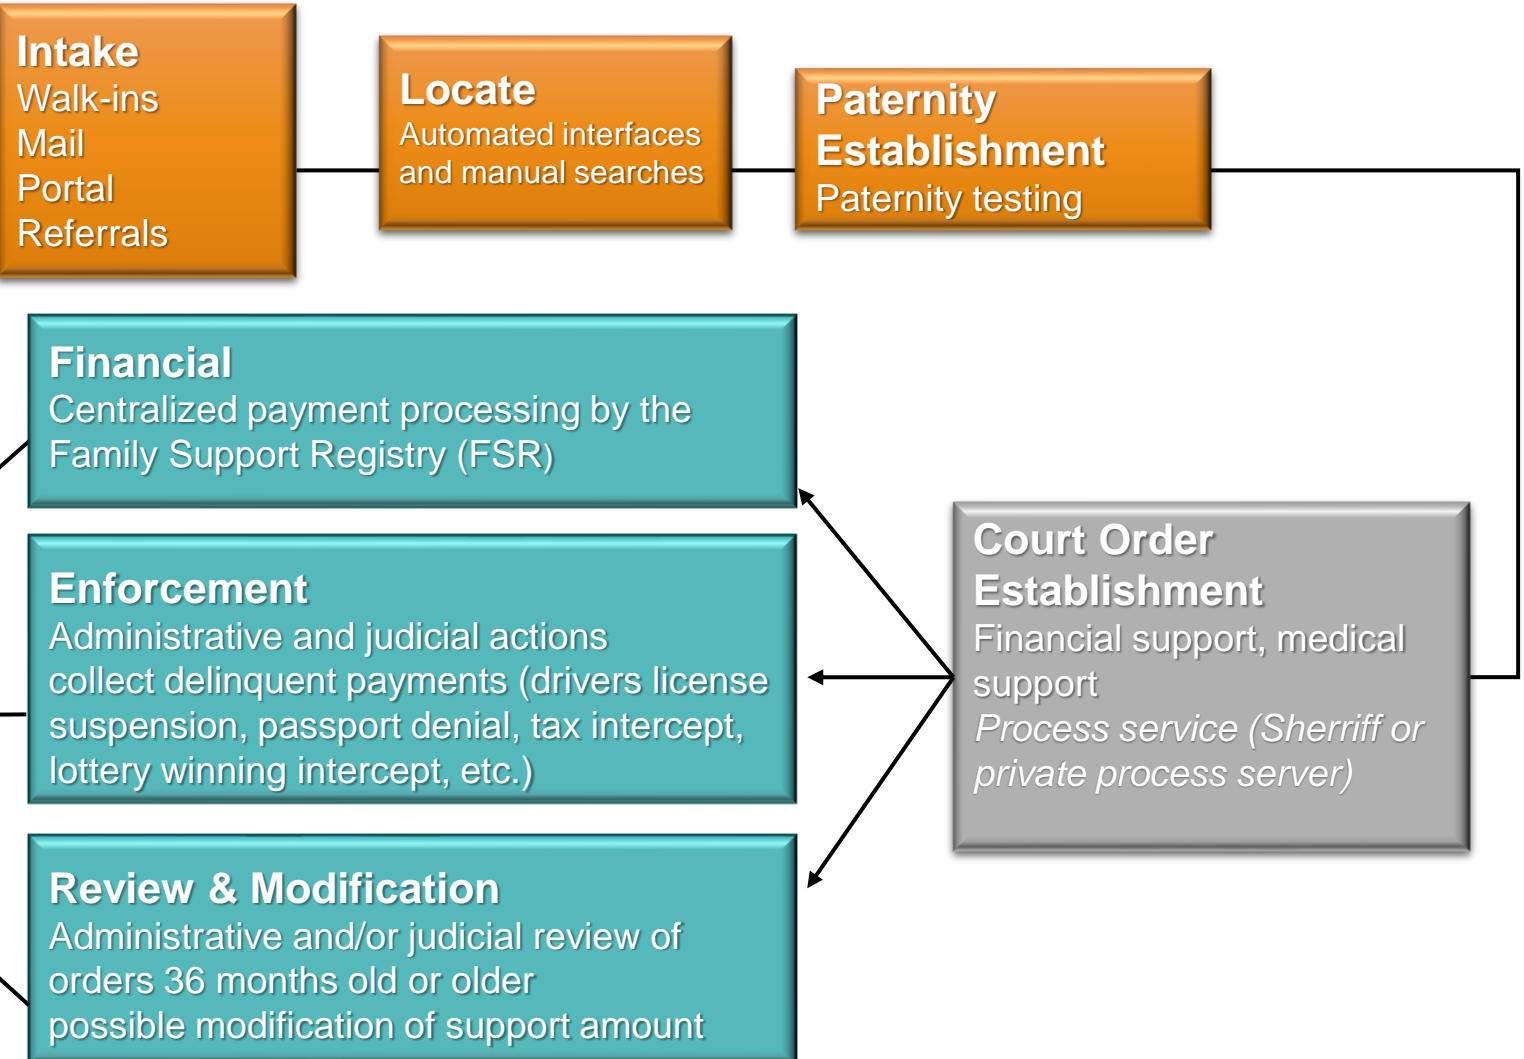 Intake
Walk-ins
Mail
Portal
Referrals
Locate
Automated interfaces
and manual searches
Paternity
Establishment
Paternity testing
Financial
Centralized payment processing by the
Family Support Registry (FSR)
Enforcement
Administrative and judicial actions
collect delinquent payments (drivers license
suspension, passport denial, tax intercept,
lottery winning intercept, etc.)
Review & Modification
Administrative and/or judicial review of
orders 36 months old or older
possible modification of support amount
Court Order
Establishment
Financial support, medical
support
Process service (Sherriff or
private process server)